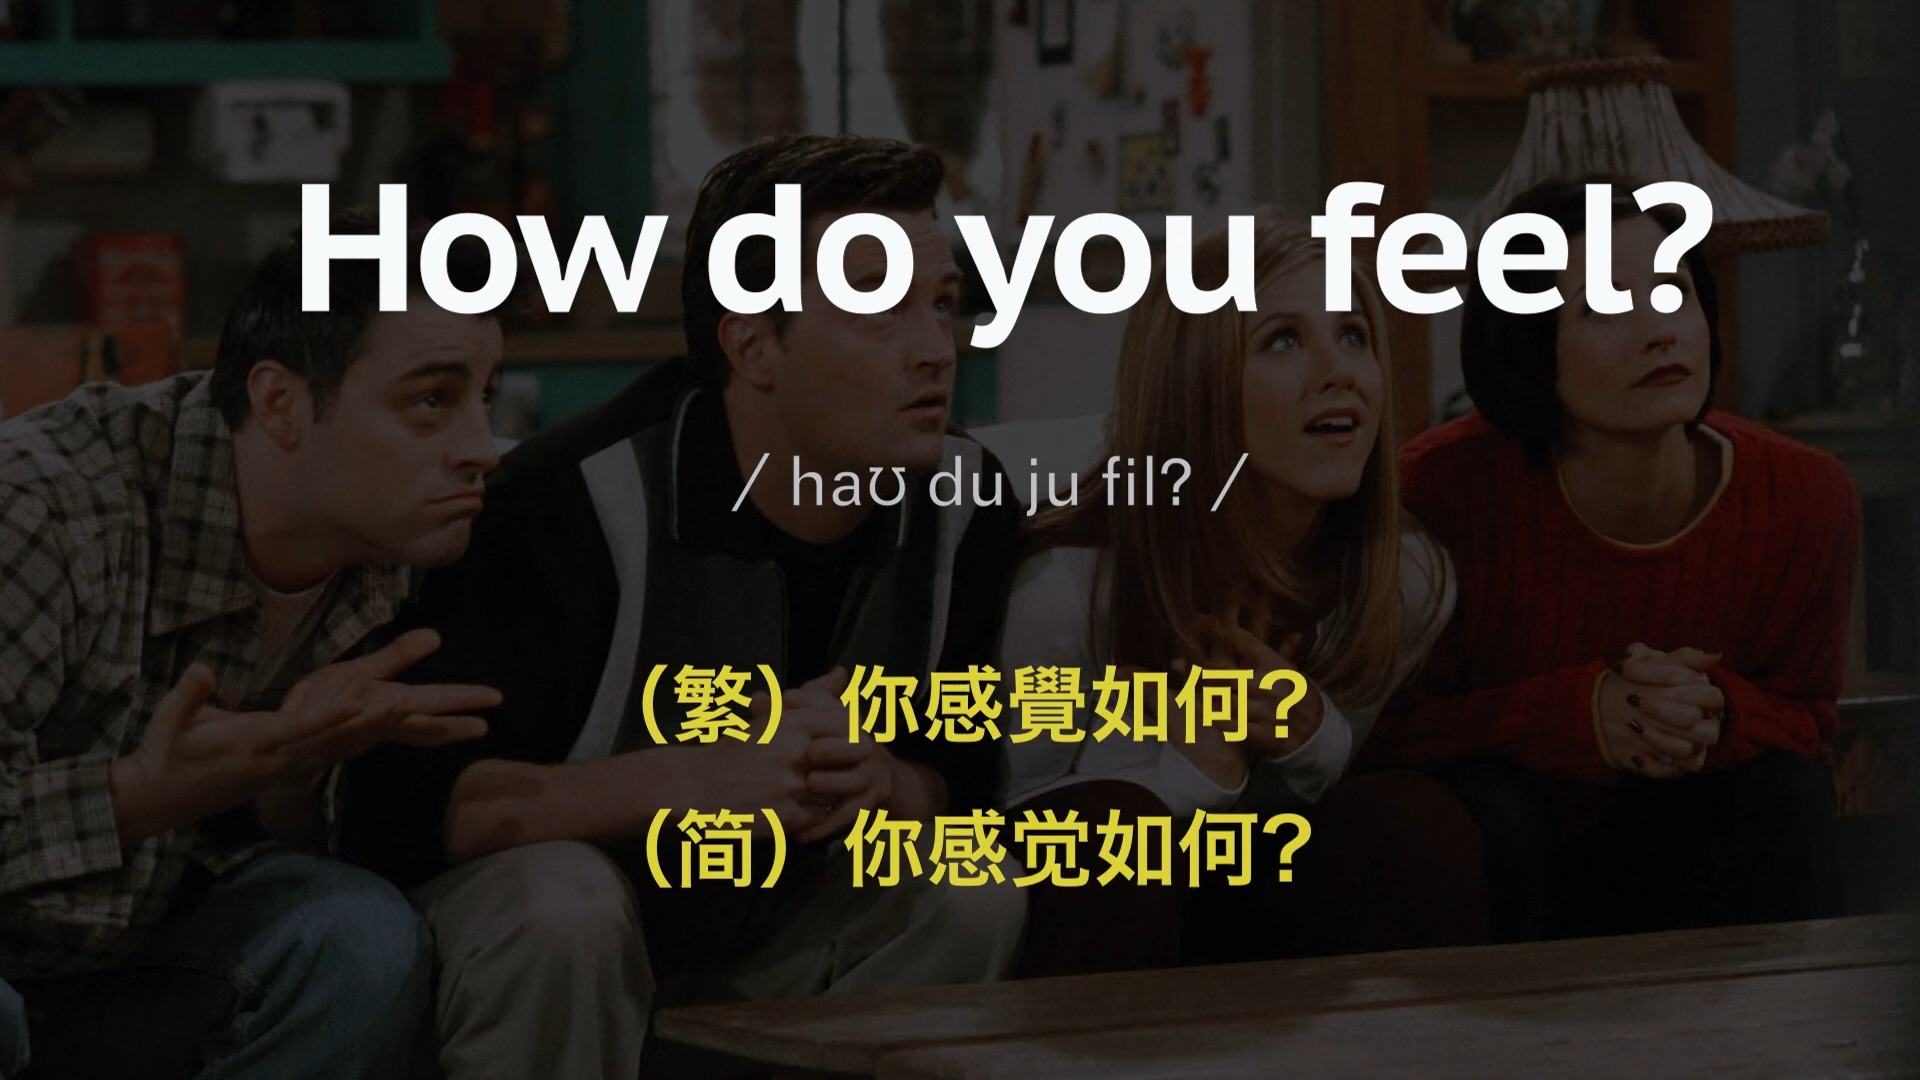 How do you feel?
/ haʊ du ju fil? /
（繁）你感覺如何？
（简）你感觉如何？